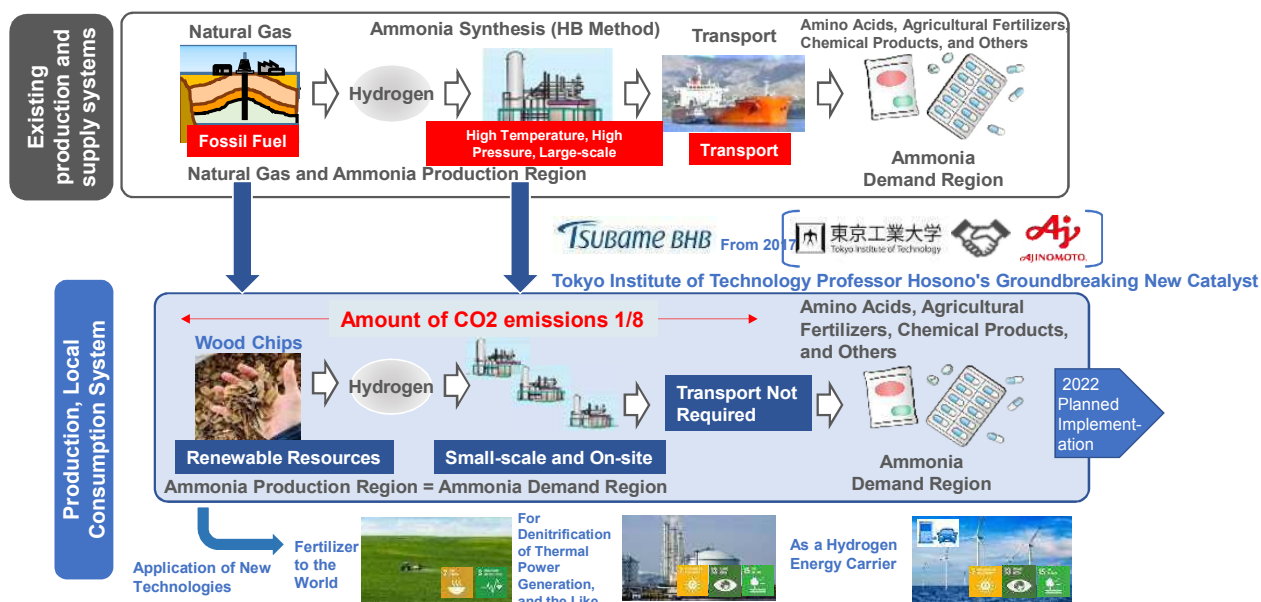 Existing
production and
supply systems
Natural Gas
Fossil Fuel
Hydrogen
Ammonia Synthesis (HB Method)
High Temperature, High
Pressure, Large-scale
Transport
Transport
Amino Acids, Agricultural Fertilizers,
Chemical Products, and Others
Ammonia
Demand Region
Natural Gas and Ammonia Production Region
TSUBAME BHB
From 2017
東京工業大学
Tokyo Institute of Technology
Aj
AJINOMOTO.
Tokyo Institute of Technology Professor Hosono's Groundbreaking New Catalyst
Production, Local
Consumption System
Amount of CO2 emissions 1/8
Wood Chips
Renewable Resources
Hydrogen
Small-scale and On-site
Transport Not
Required
Amino Acids, Agricultural
Fertilizers, Chemical Products,
and Others
Ammonia
Demand Region
Ammonia Production Region = Ammonia Demand Region
2022
Planned
Implement-
ation
Application of New
Technologies
Fertilizer
to the
World
For
Denitrification
of Thermal
Power
Generation,
and the Like
As a Hydrogen
Energy Carrier